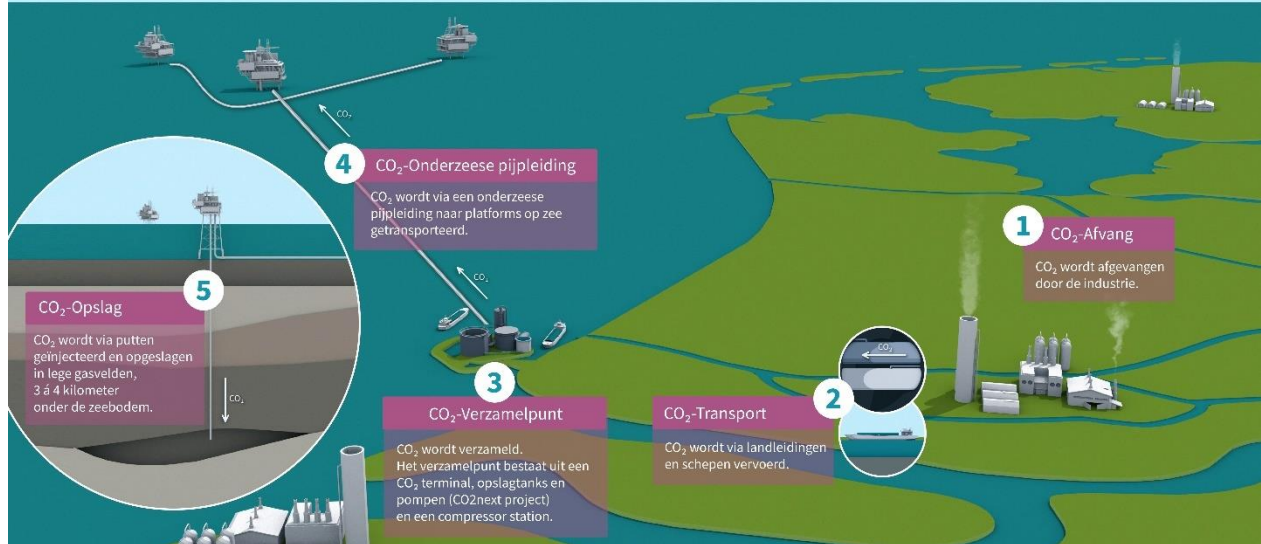 1
CO₂-Afvang
CO₂ wordt afgevangen
door de industrie.
2
CO₂-Transport
CO₂ wordt via landleidingen
en schepen vervoerd.
CO₂
3
CO₂-Verzamelpunt
CO₂ wordt verzameld.
Het verzamelpunt bestaat uit een
CO₂ terminal, opslagtanks en
pompen (CO2next project)
en een compressor station.
CO₂
4
CO₂-Onderzeese pijpleiding
CO₂ wordt via een onderzeese
pijpleiding naar platforms op zee
getransporteerd.
CO₂
5
CO₂-Opslag
CO₂ wordt via putten
geïnjecteerd en opgeslagen
in lege gasvelden,
3 á 4 kilometer
onder de zeebodem.
CO₂